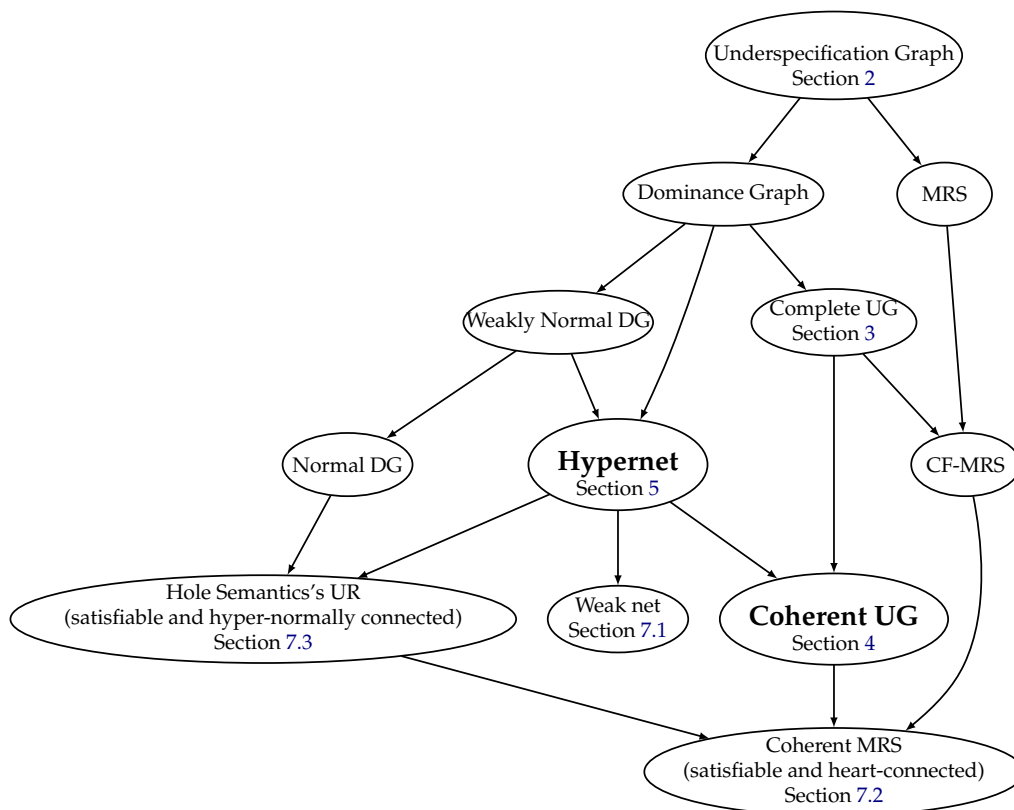 Underspecification Graph
Section 2
Dominance Graph
MRS
Weakly Normal DG
Complete UG
Section 3
Normal DG
Hypernet
Section 5
CF-MRS
Hole Semantics's UR
(satisfiable and hyper-normally connected)
Section 7.3
Weak net
Section 7.1
Coherent UG
Section 4
Coherent MRS
(satisfiable and heart-connected)
Section 7.2